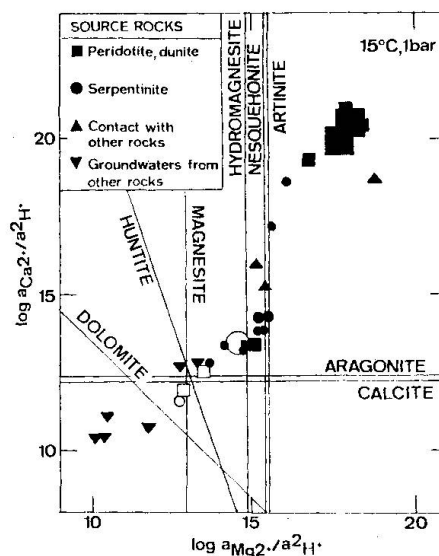 SOURCE ROCKS
Peridotite, dunite
Serpentinite
Contact with other rocks
Groundwaters from other rocks
15°C, 1bar
HYDROMAGNESITE
NESQUEHONITE
ARTINITE
MAGNESITE
HUNTITE
DOLOMITE
ARAGONITE
CALCITE
20
15
10
log aCa²⁺/a²H⁺
10
15
20
log aMg²⁺/a²H⁺